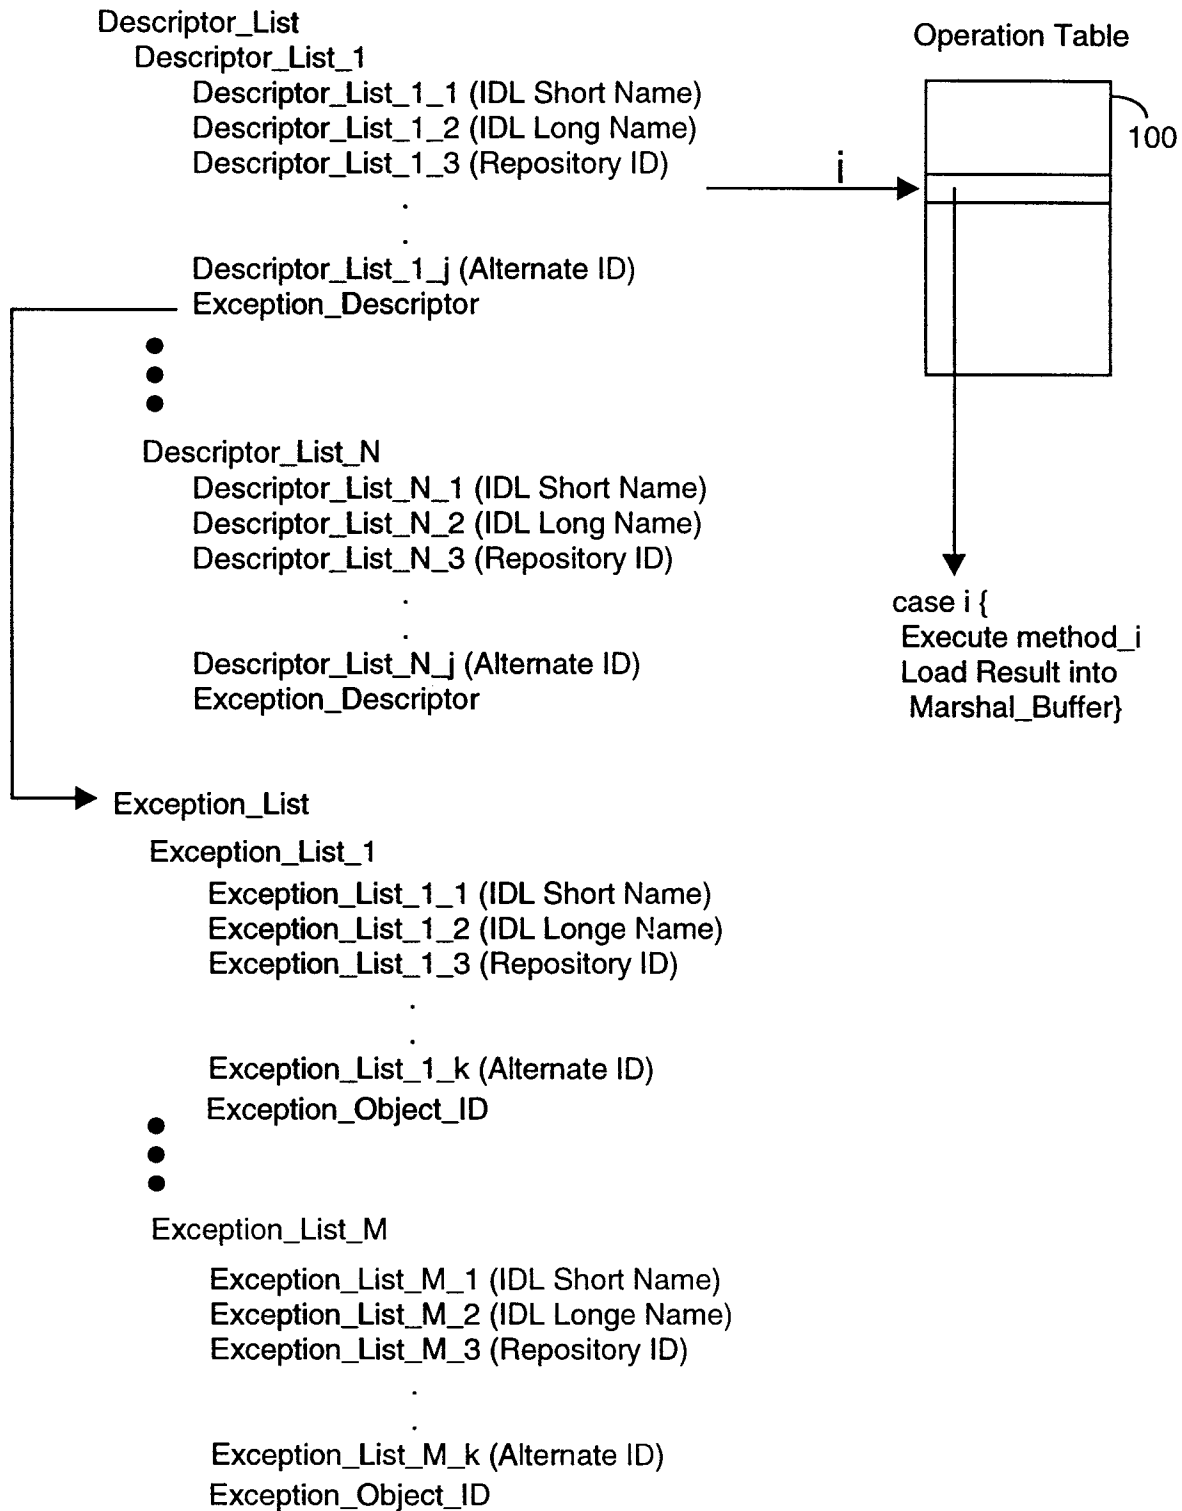 Descriptor_List
Descriptor_List_1
Descriptor_List_1_1 (IDL Short Name)
Descriptor_List_1_2 (IDL Long Name)
Descriptor_List_1_3 (Repository ID)
.
.
Descriptor_List_1_j (Alternate ID)
Exception_Descriptor
Descriptor_List_N
Descriptor_List_N_1 (IDL Short Name)
Descriptor_List_N_2 (IDL Long Name)
Descriptor_List_N_3 (Repository ID)
.
.
Descriptor_List_N_j (Alternate ID)
Exception_Descriptor
Operation Table
100
i
case i {
Execute method_i
Load Result into
Marshal_Buffer}
Exception_List
Exception_List_1
Exception_List_1_1 (IDL Short Name)
Exception_List_1_2 (IDL Longe Name)
Exception_List_1_3 (Repository ID)
.
.
Exception_List_1_k (Alternate ID)
Exception_Object_ID
Exception_List_M
Exception_List_M_1 (IDL Short Name)
Exception_List_M_2 (IDL Longe Name)
Exception_List_M_3 (Repository ID)
.
.
Exception_List_M_k (Alternate ID)
Exception_Object_ID